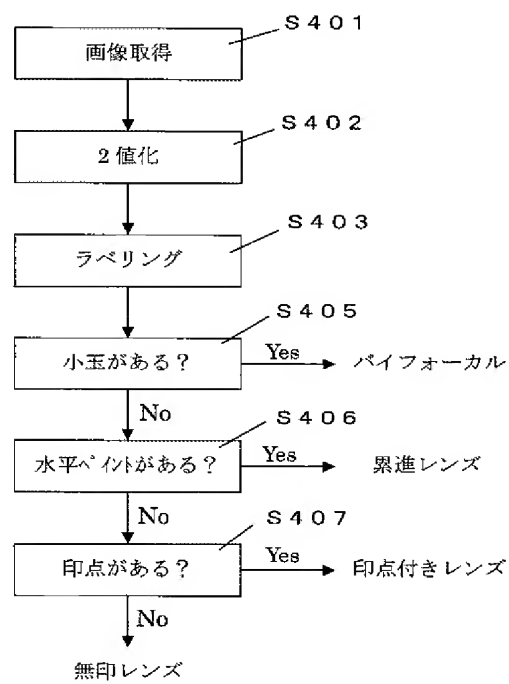 S401
画像取得
S402
2値化
S403
ラベリング
S405
小玉がある？ Yes バイフォーカル
No
S406
水平ﾍﾟｲﾝﾄがある？ Yes 累進レンズ
No
S407
印点がある？ Yes 印点付きレンズ
No
無印レンズ